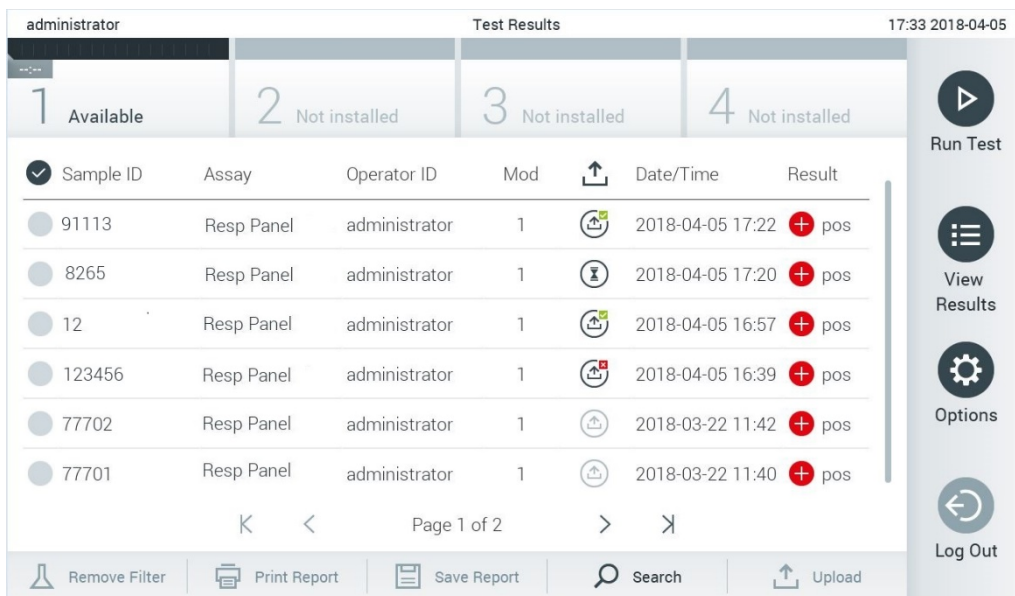 administrator Test Results 17:33 2018-04-05
--:--
1 Available 2 Not installed 3 Not installed 4 Not installed
Run Test
Sample ID Assay Operator ID Mod Date/Time Result
91113 Resp Panel administrator 1 2018-04-05 17:22 pos
8265 Resp Panel administrator 1 2018-04-05 17:20 pos
12 Resp Panel administrator 1 2018-04-05 16:57 pos
123456 Resp Panel administrator 1 2018-04-05 16:39 pos
77702 Resp Panel administrator 1 2018-03-22 11:42 pos
77701 Resp Panel administrator 1 2018-03-22 11:40 pos
View
Results
Options
Page 1 of 2
Log Out
Remove Filter Print Report Save Report Search Upload